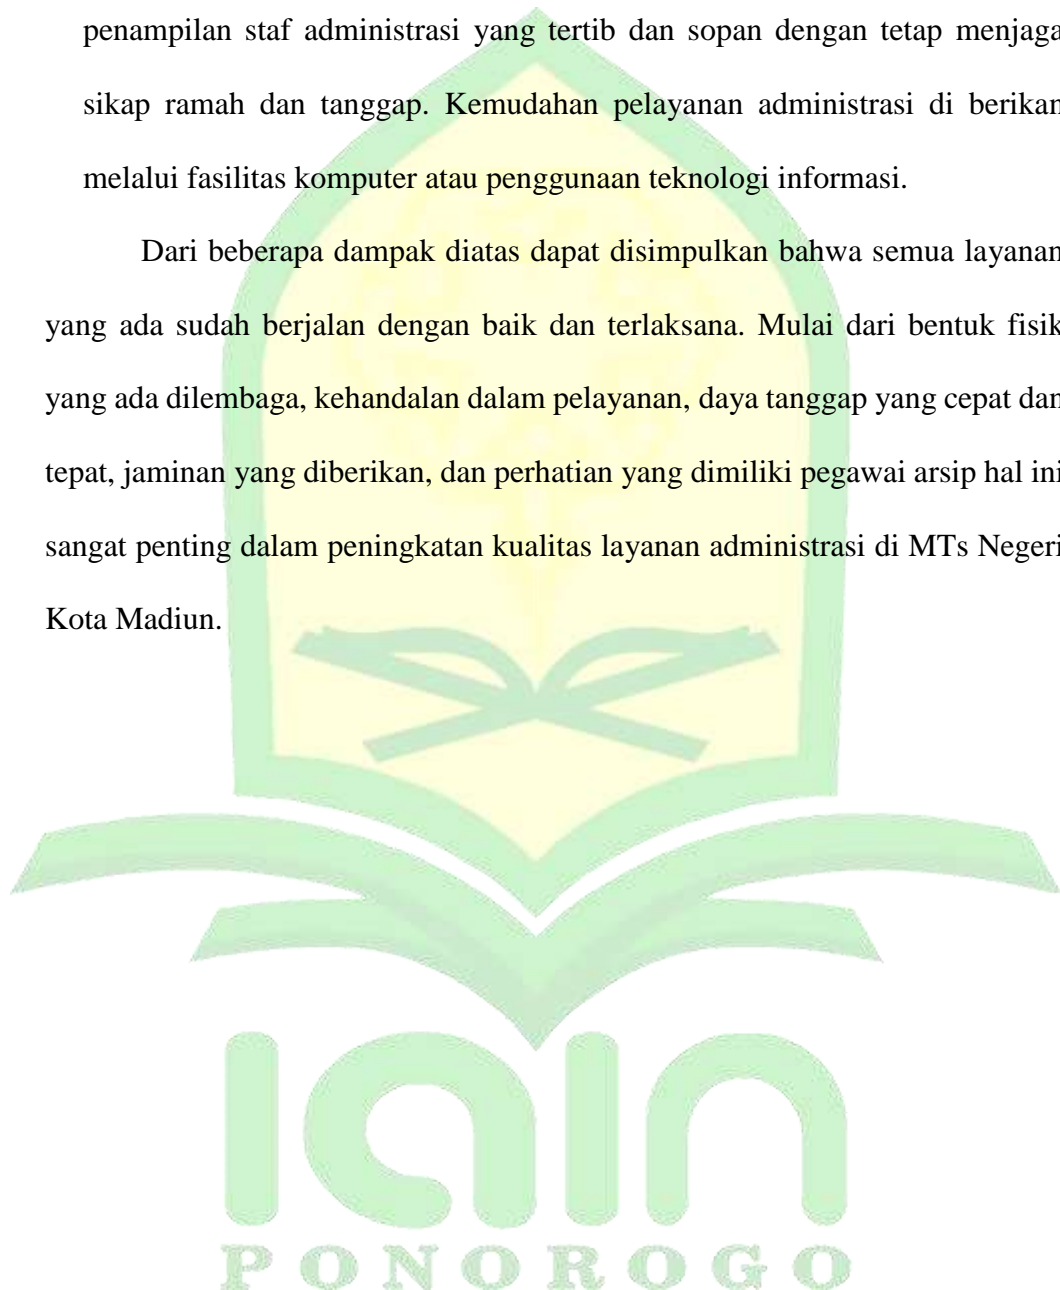 penampilan staf administrasi yang tertib dan sopan dengan tetap menjaga
sikap ramah dan tanggap. Kemudahan pelayanan administrasi di berikan
melalui fasilitas komputer atau penggunaan teknologi informasi.
Dari beberapa dampak diatas dapat disimpulkan bahwa semua layanan
yang ada sudah berjalan dengan baik dan terlaksana. Mulai dari bentuk fisik
yang ada dilembaga, kehandalan dalam pelayanan, daya tanggap yang cepat dan
tepat, jaminan yang diberikan, dan perhatian yang dimiliki pegawai arsip hal ini
sangat penting dalam peningkatan kualitas layanan administrasi di MTs Negeri
Kota Madiun.
IAIN
PONOROGO